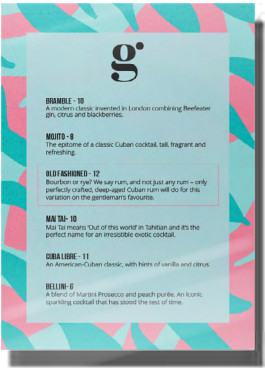 g
BRAMBLE - 10
A modern classic invented in London combining Beefeater
gin, citrus and blackberries.
MOJITO - 8
The epitome of a classic Cuban cocktail, tall, fragrant and
refreshing.
OLD FASHIONED - 12
Bourbon or rye? We say rum, and not just any rum – only
perfectly crafted, deep-aged Cuban rum will do for this
variation on the gentleman's favourite.
MAI TAI- 10
Mai Tai means 'Out of this world' in Tahitian and it's the
perfect name for an irresistible exotic cocktail.
CUBA LIBRE - 11
An American-Cuban classic, with hints of vanilla and citrus.
BELLINI- 6
A blend of Martini Prosecco and peach purée. An iconic
sparkling cocktail that has stood the test of time.